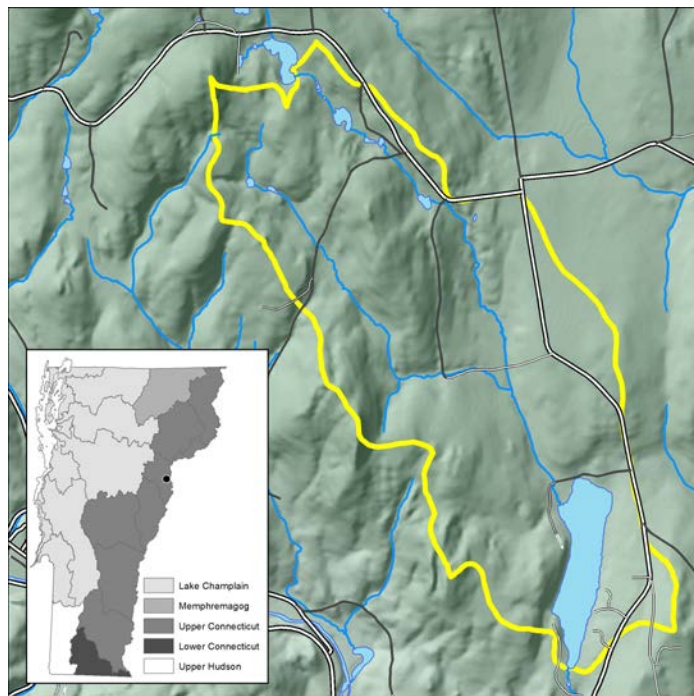 Lake Champlain
Memphremagog
Upper Connecticut
Lower Connecticut
Upper Hudson